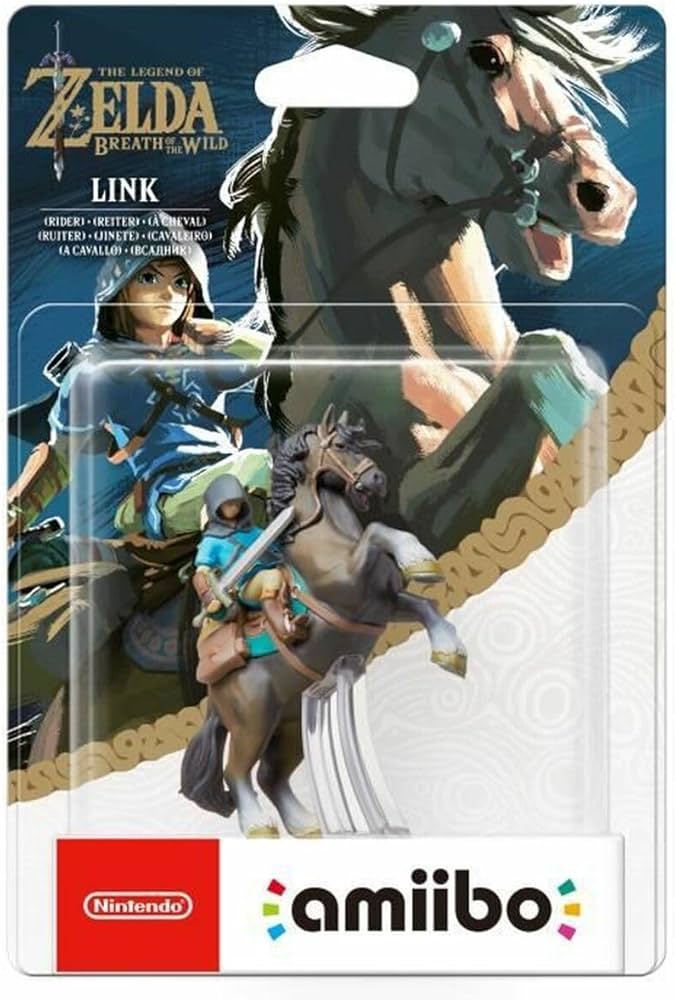 THE LEGEND OF
ZELDA
BREATH OF THE WILD
LINK
(RIDER) • (REITER) • (À CHEVAL)
(RUITER) • (JINETE) • (CAVALEIRO)
(A CAVALLO) • (ВСАДНИК)
Nintendo
amiibo